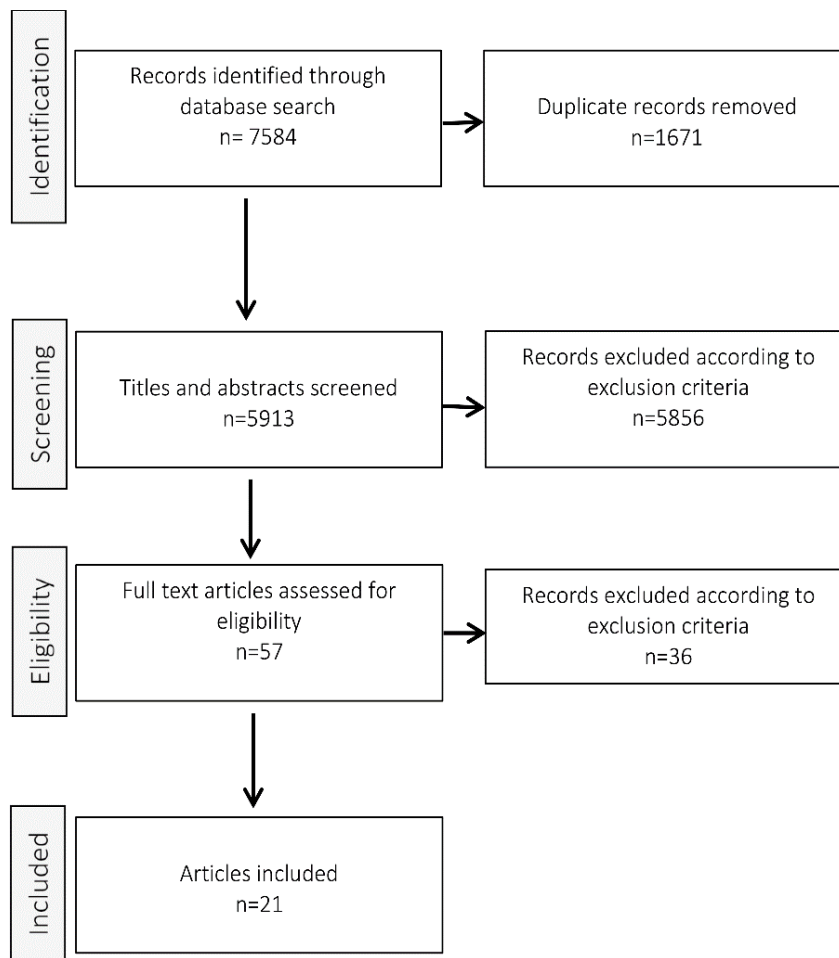 Identification
Records identified through
database search
n= 7584
Duplicate records removed
n=1671
Screening
Titles and abstracts screened
n=5913
Records excluded according to
exclusion criteria
n=5856
Eligibility
Full text articles assessed for
eligibility
n=57
Records excluded according to
exclusion criteria
n=36
Included
Articles included
n=21